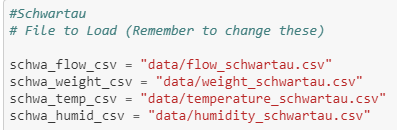 #Schwartau
# File to Load (Remember to change these)
schwa_flow_csv = "data/flow_schwartau.csv"
schwa_weight_csv = "data/weight_schwartau.csv"
schwa_temp_csv = "data/temperature_schwartau.csv"
schwa_humid_csv = "data/humidity_schwartau.csv"